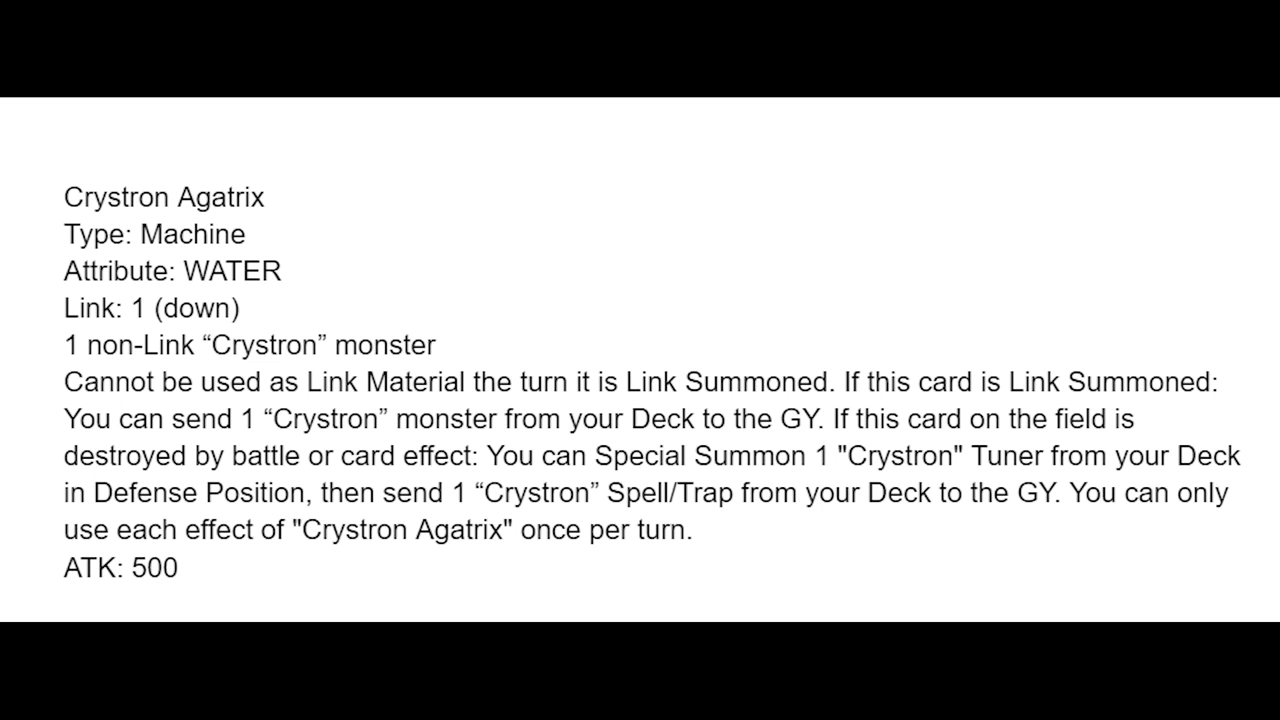 Crystron Agatrix
Type: Machine
Attribute: WATER
Link: 1 (down)
1 non-Link “Crystron” monster
Cannot be used as Link Material the turn it is Link Summoned. If this card is Link Summoned:
You can send 1 “Crystron” monster from your Deck to the GY. If this card on the field is
destroyed by battle or card effect: You can Special Summon 1 "Crystron" Tuner from your Deck
in Defense Position, then send 1 “Crystron” Spell/Trap from your Deck to the GY. You can only
use each effect of "Crystron Agatrix" once per turn.
ATK: 500